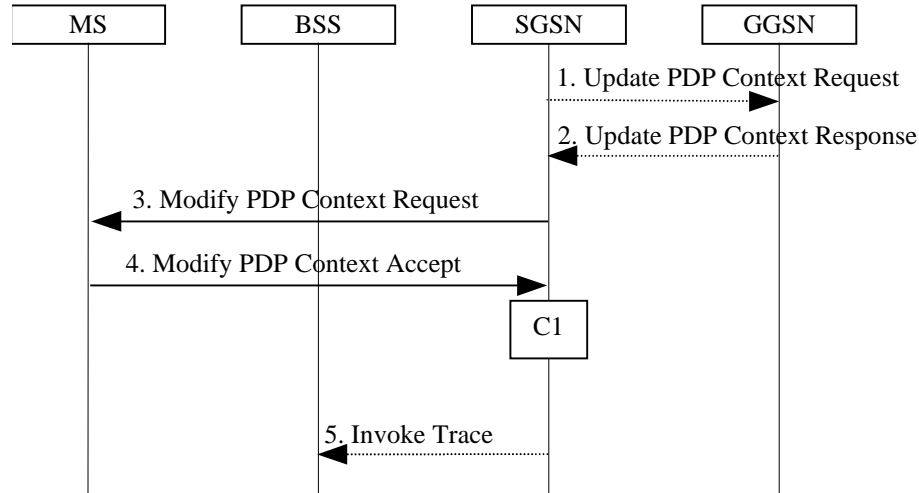 MS
BSS
SGSN
GGSN
1. Update PDP Context Request
2. Update PDP Context Response
3. Modify PDP Context Request
4. Modify PDP Context Accept
C1
5. Invoke Trace